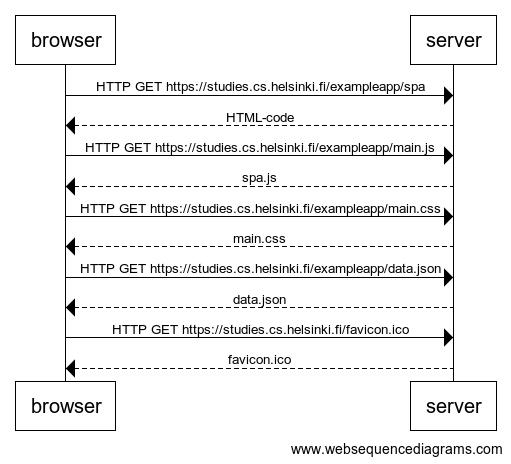 browser server
HTTP GET https://studies.cs.helsinki.fi/exampleapp/spa
HTML-code
HTTP GET https://studies.cs.helsinki.fi/exampleapp/main.js
spa.js
HTTP GET https://studies.cs.helsinki.fi/exampleapp/main.css
main.css
HTTP GET https://studies.cs.helsinki.fi/exampleapp/data.json
data.json
HTTP GET https://studies.cs.helsinki.fi/favicon.ico
favicon.ico
browser server
www.websequencediagrams.com